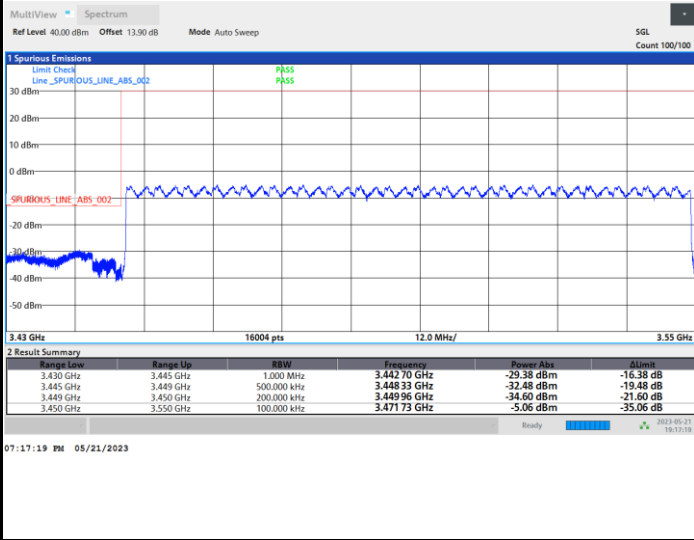 MultiView Spectrum
Ref Level 40.00 dBm Offset 13.90 dB Mode Auto Sweep SGL
Count 100/100
1 Spurious Emissions
Limit Check PASS
Line _SPURIOUS_LINE_ABS_002 PASS
30 dBm
20 dBm
10 dBm
0 dBm
_SPURIOUS_LINE_ABS_002
-20 dBm
-30 dBm
-40 dBm
-50 dBm
3.43 GHz 16004 pts 12.0 MHz/ 3.55 GHz
2 Result Summary
Range Low Range Up RBW Frequency Power Abs ΔLimit
3.430 GHz 3.445 GHz 1.000 MHz 3.442 70 GHz -29.38 dBm -16.38 dB
3.445 GHz 3.449 GHz 500.000 kHz 3.448 33 GHz -32.48 dBm -19.48 dB
3.449 GHz 3.450 GHz 200.000 kHz 3.449 96 GHz -34.60 dBm -21.60 dB
3.450 GHz 3.550 GHz 100.000 kHz 3.471 73 GHz -5.06 dBm -35.06 dB
Ready 2023-05-21
19:17:19
07:17:19 PM 05/21/2023